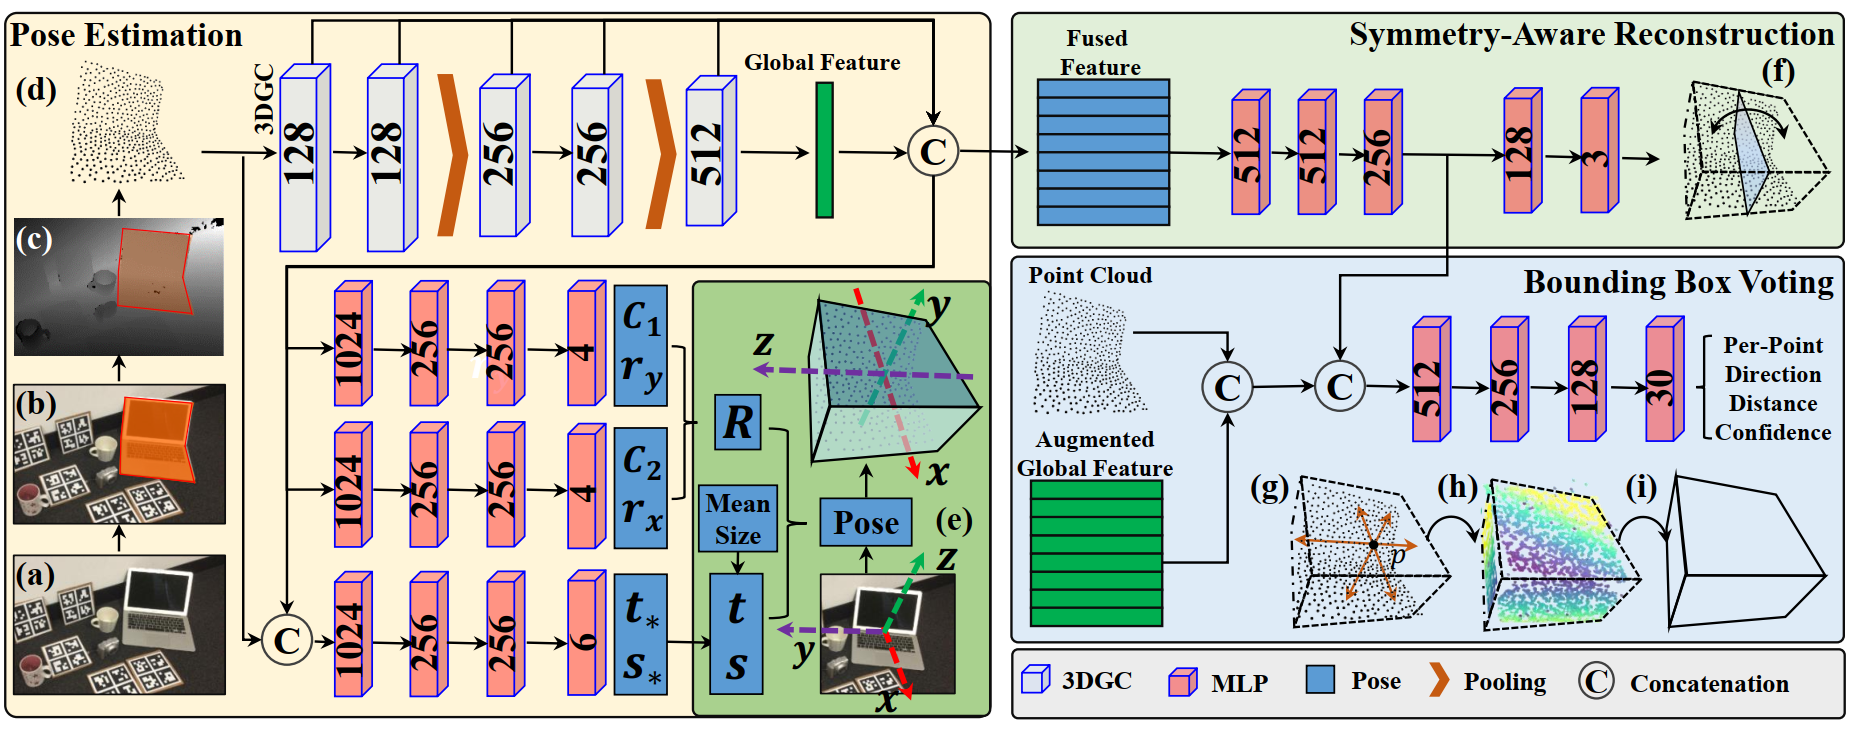 Pose Estimation
(d)
3DGC
128
128
256
256
512
Global Feature
C
(c)
(b)
(a)
1024
256
256
4
C₁
r_y
1024
256
256
4
C₂
r_x
C
1024
256
256
6
t_*
s_*
R
Mean
Size
t
s
Pose
(e)
z
y
x
z
y
x
Symmetry-Aware Reconstruction
Fused
Feature
512
512
256
128
3
(f)
Bounding Box Voting
Point Cloud
C
C
512
256
128
30
Per-Point
Direction
Distance
Confidence
Augmented
Global Feature
(g)
p
(h)
(i)
3DGC
MLP
Pose
Pooling
C
Concatenation